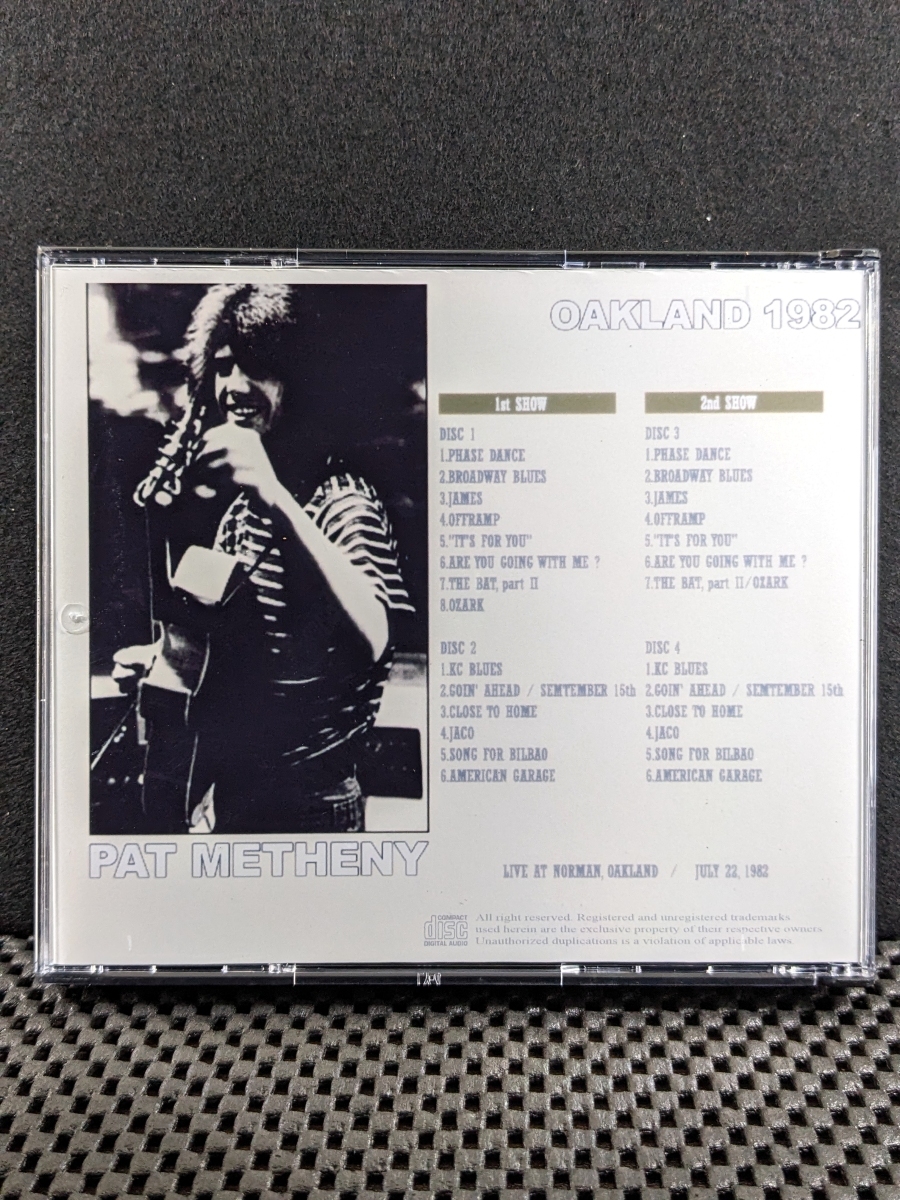 OAKLAND 1982
1st SHOW
DISC 1
1.PHASE DANCE
2.BROADWAY BLUES
3.JAMES
4.OFFRAMP
5."IT'S FOR YOU"
6.ARE YOU GOING WITH ME ?
7.THE BAT, part II
8.OZARK
DISC 2
1.KC BLUES
2.GOIN' AHEAD / SEMTEMBER 15th
3.CLOSE TO HOME
4.JACO
5.SONG FOR BILBAO
6.AMERICAN GARAGE
2nd SHOW
DISC 3
1.PHASE DANCE
2.BROADWAY BLUES
3.JAMES
4.OFFRAMP
5."IT'S FOR YOU"
6.ARE YOU GOING WITH ME ?
7.THE BAT, part II/OZARK
DISC 4
1.KC BLUES
2.GOIN' AHEAD / SEMTEMBER 15th
3.CLOSE TO HOME
4.JACO
5.SONG FOR BILBAO
6.AMERICAN GARAGE
PAT METHENY
LIVE AT NORMAN, OAKLAND / JULY 22, 1982
COMPACT
disc
DIGITAL AUDIO
All right reserved. Registered and unregistered trademarks
used herein are the exclusive property of their respective owners
Unauthorized duplications is a violation of applicable laws.